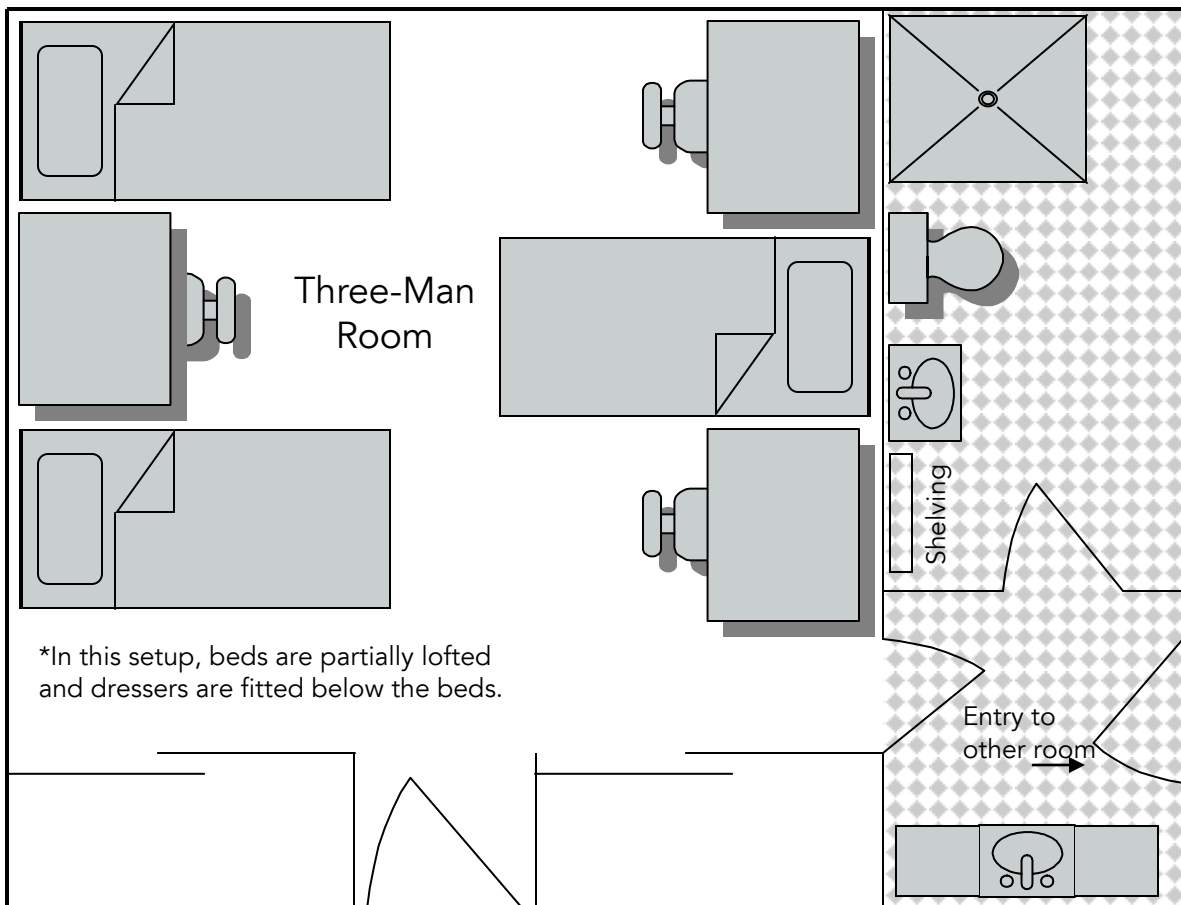 Three-Man
Room
Shelving
*In this setup, beds are partially lofted
and dressers are fitted below the beds.
Entry to
other room